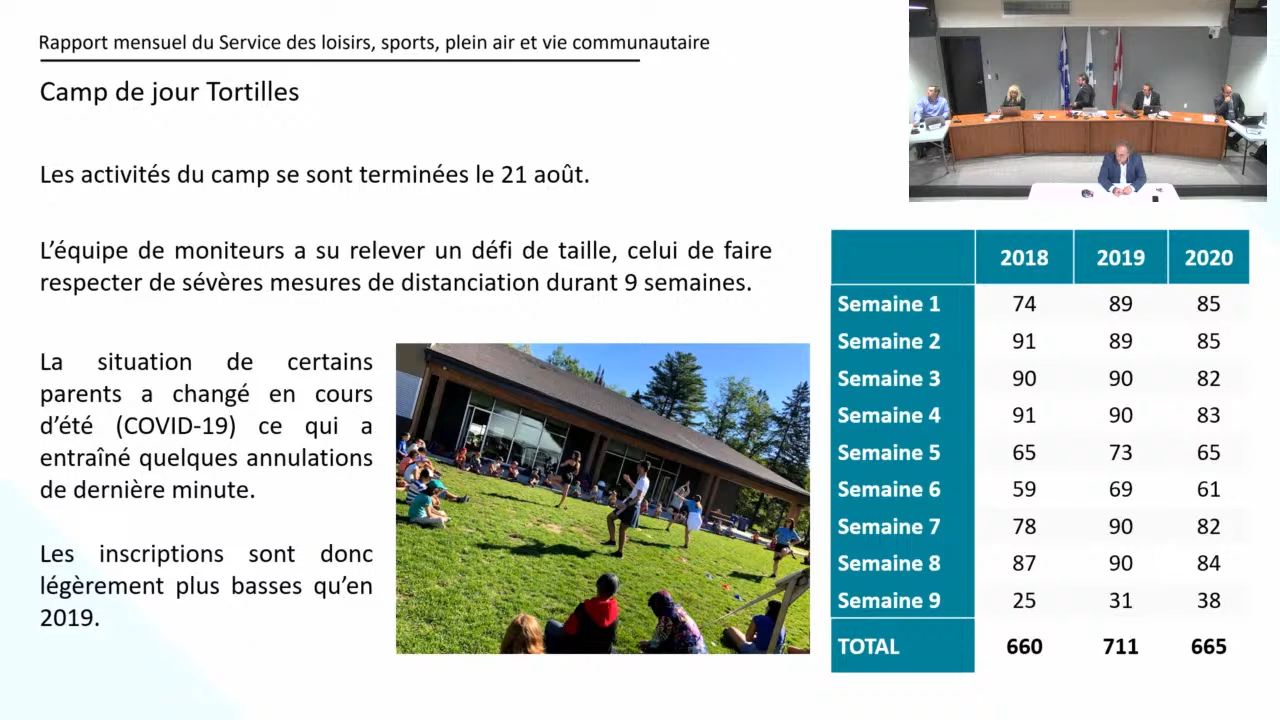 Rapport mensuel du Service des loisirs, sports, plein air et vie communautaire
Camp de jour Tortilles
Les activités du camp se sont terminées le 21 août.
L'équipe de moniteurs a su relever un défi de taille, celui de faire
respecter de sévères mesures de distanciation durant 9 semaines.
La situation de certains
parents a changé en cours
d'été (COVID-19) ce qui a
entraîné quelques annulations
de dernière minute.
Les inscriptions sont donc
légèrement plus basses qu'en
2019.
2018 2019 2020
Semaine 1 74 89 85
Semaine 2 91 89 85
Semaine 3 90 90 82
Semaine 4 91 90 83
Semaine 5 65 73 65
Semaine 6 59 69 61
Semaine 7 78 90 82
Semaine 8 87 90 84
Semaine 9 25 31 38
TOTAL 660 711 665